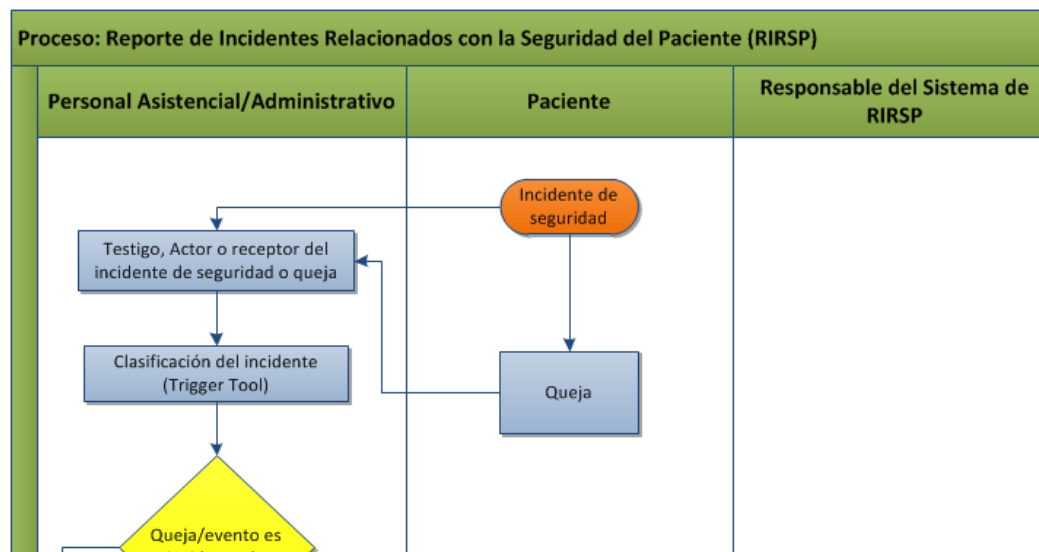 Proceso: Reporte de Incidentes Relacionados con la Seguridad del Paciente (RIRSP)
Personal Asistencial/Administrativo
Paciente
Responsable del Sistema de
RIRSP
Incidente de
seguridad
Testigo, Actor o receptor del
incidente de seguridad o queja
Clasificación del incidente
(Trigger Tool)
Queja
Queja/evento es